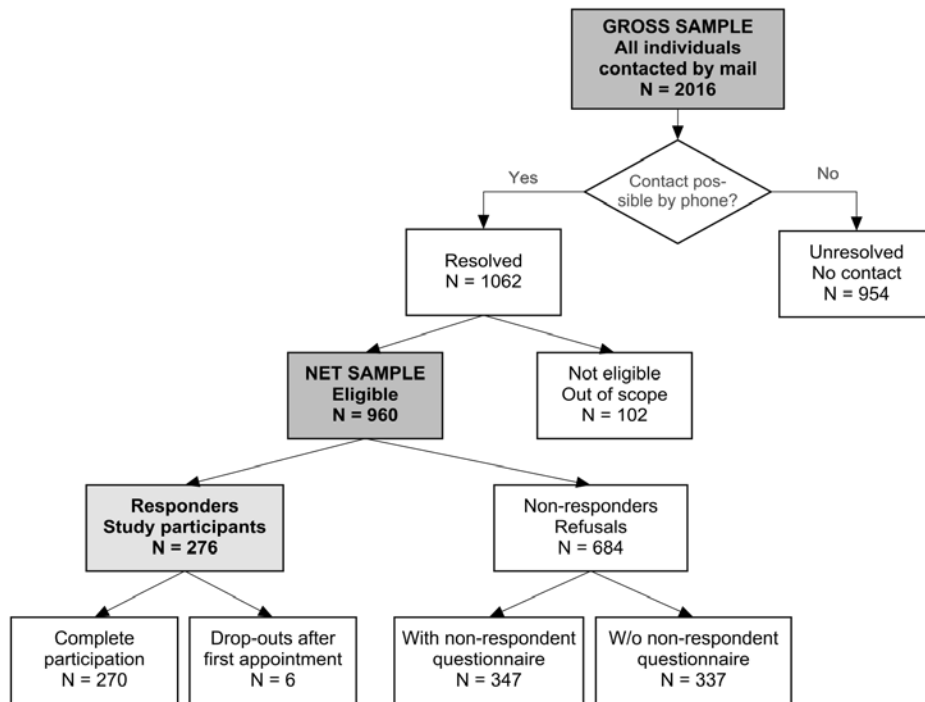 GROSS SAMPLE
All individuals
contacted by mail
N = 2016
Contact pos-
sible by phone?
Yes
No
Resolved
N = 1062
Unresolved
No contact
N = 954
NET SAMPLE
Eligible
N = 960
Not eligible
Out of scope
N = 102
Responders
Study participants
N = 276
Non-responders
Refusals
N = 684
Complete
participation
N = 270
Drop-outs after
first appointment
N = 6
With non-respondent
questionnaire
N = 347
W/o non-respondent
questionnaire
N = 337